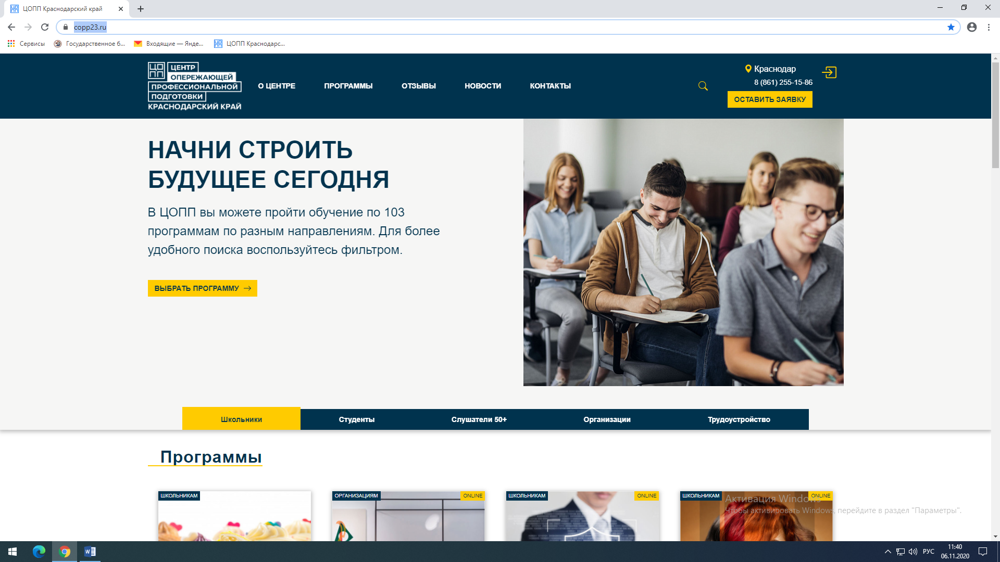 ЦОПП Краснодарский край
copp23.ru
Сервисы
Государственное б...
Входящие — Янде...
ЦОПП Краснодарс...
ЦОПП
ЦЕНТР
ОПЕРЕЖАЮЩЕЙ
ПРОФЕССИОНАЛЬНОЙ
ПОДГОТОВКИ
КРАСНОДАРСКИЙ КРАЙ
О ЦЕНТРЕ
ПРОГРАММЫ
ОТЗЫВЫ
НОВОСТИ
КОНТАКТЫ
Краснодар
8 (861) 255-15-86
ОСТАВИТЬ ЗАЯВКУ
НАЧНИ СТРОИТЬ
БУДУЩЕЕ СЕГОДНЯ
В ЦОПП вы можете пройти обучение по 103
программам по разным направлениям. Для более
удобного поиска воспользуйтесь фильтром.
ВЫБРАТЬ ПРОГРАММУ
Школьники
Студенты
Слушатели 50+
Организации
Трудоустройство
Программы
ШКОЛЬНИКАМ
ОРГАНИЗАЦИЯМ
ONLINE
ШКОЛЬНИКАМ
ONLINE
ШКОЛЬНИКАМ
ONLINE
Активация Windows
Чтобы активировать Windows, перейдите в раздел "Параметры".
РУС
11:40
06.11.2020